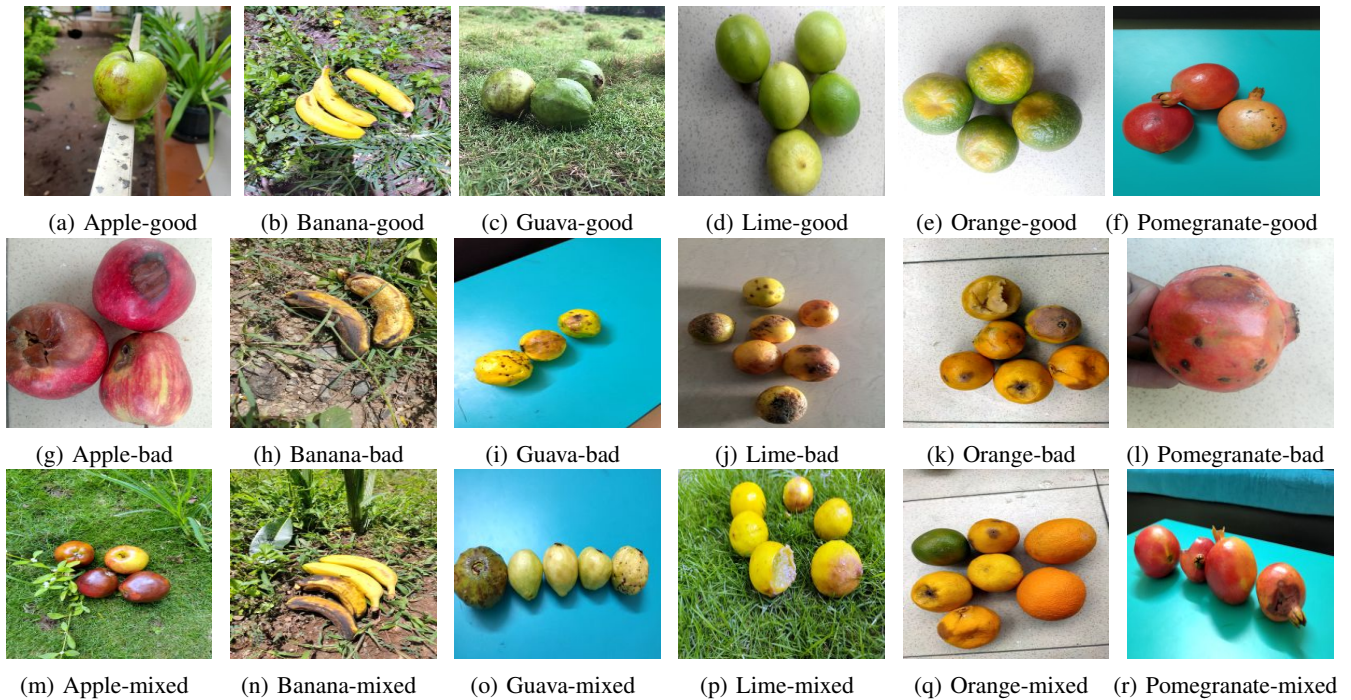 (a) Apple-good
(b) Banana-good
(c) Guava-good
(d) Lime-good
(e) Orange-good
(f) Pomegranate-good
(g) Apple-bad
(h) Banana-bad
(i) Guava-bad
(j) Lime-bad
(k) Orange-bad
(l) Pomegranate-bad
(m) Apple-mixed
(n) Banana-mixed
(o) Guava-mixed
(p) Lime-mixed
(q) Orange-mixed
(r) Pomegranate-mixed